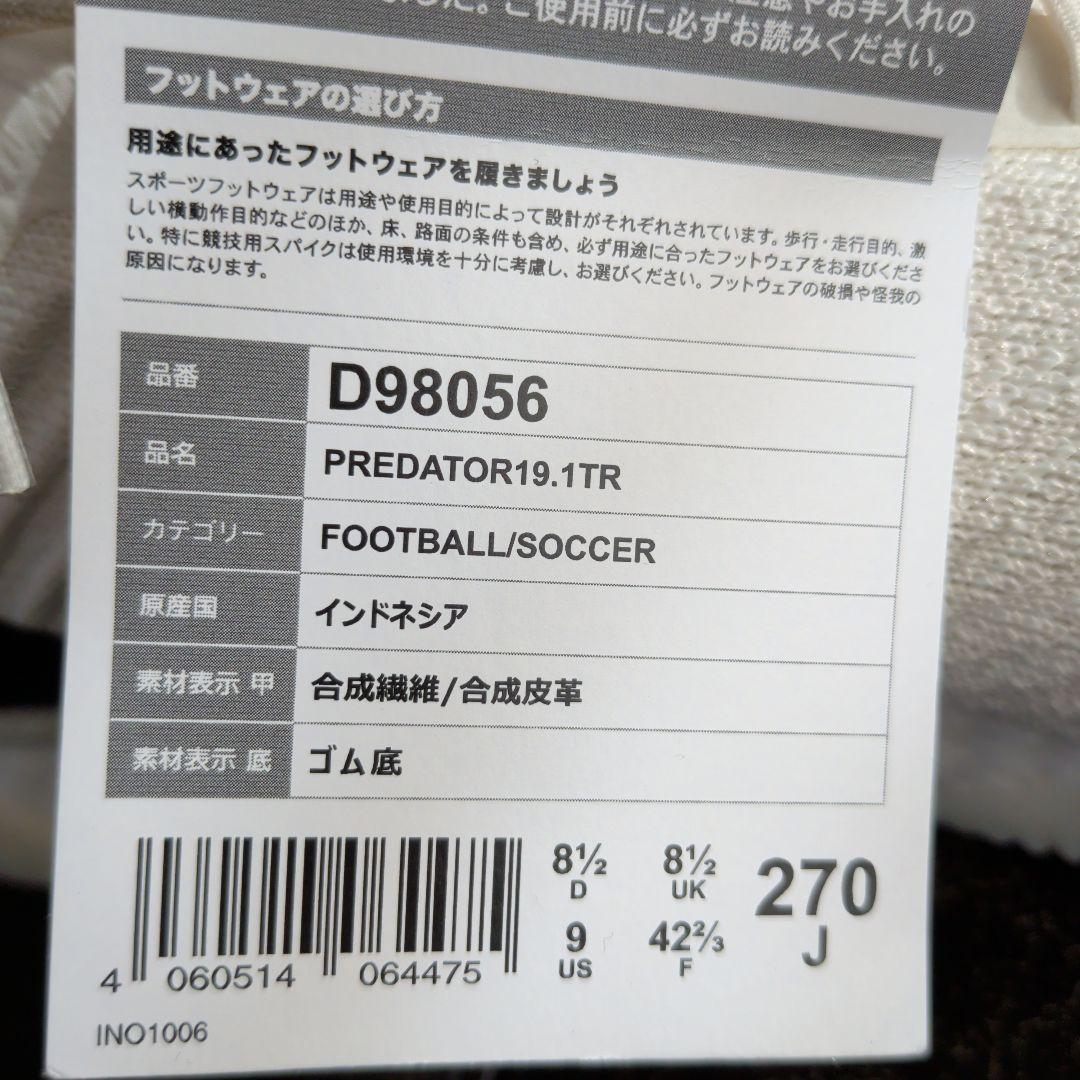 やお手入れの
した。ご使用前に必ずお読みください。
フットウェアの選び方
用途にあったフットウェアを履きましょう
スポーツフットウェアは用途や使用目的によって設計がそれぞれされています。歩行・走行目的、激
しい横動作目的などのほか、床、路面の条件も含め、必ず用途に合ったフットウェアをお選びくださ
い。特に競技用スパイクは使用環境を十分に考慮し、お選びください。フットウェアの破損や怪我の
原因になります。
品番 D98056
品名 PREDATOR19.1TR
カテゴリー FOOTBALL/SOCCER
原産国 インドネシア
素材表示 甲 合成繊維/合成皮革
素材表示 底 ゴム底
8½ 8½ 270
D UK J
9 42⅔
US F
4 060514 064475
INO1006